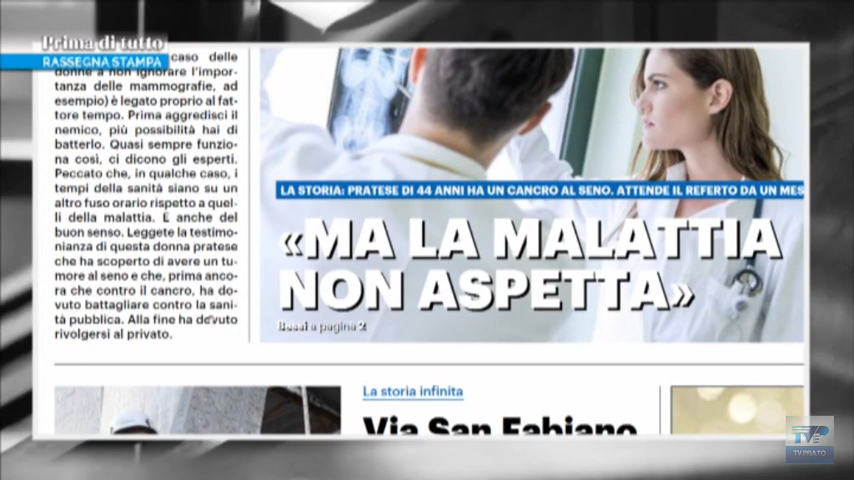 Prima di tutto
RASSEGNA STAMPA
caso delle
donne a non ignorare l'impor-
tanza delle mammografie, ad
esempio) è legato proprio al fat-
tore tempo. Prima aggredisci il
nemico, più possibilità hai di
batterlo. Quasi sempre funzio-
na così, ci dicono gli esperti.
Peccato che, in qualche caso, i
tempi della sanità siano su un
altro fuso orario rispetto a quel-
li della malattia. E anche del
buon senso. Leggete la testimo-
nianza di questa donna pratese
che ha scoperto di avere un tu-
more al seno e che, prima anco-
ra che contro il cancro, ha do-
vuto battagliare contro la sani-
tà pubblica. Alla fine ha dovuto
rivolgersi al privato.
LA STORIA: PRATESE DI 44 ANNI HA UN CANCRO AL SENO. ATTENDE IL REFERTO DA UN MES
«MA LA MALATTIA
NON ASPETTA»
Bessi a pagina 2
La storia infinita
Via San Fabiano
TVP
TV PRATO